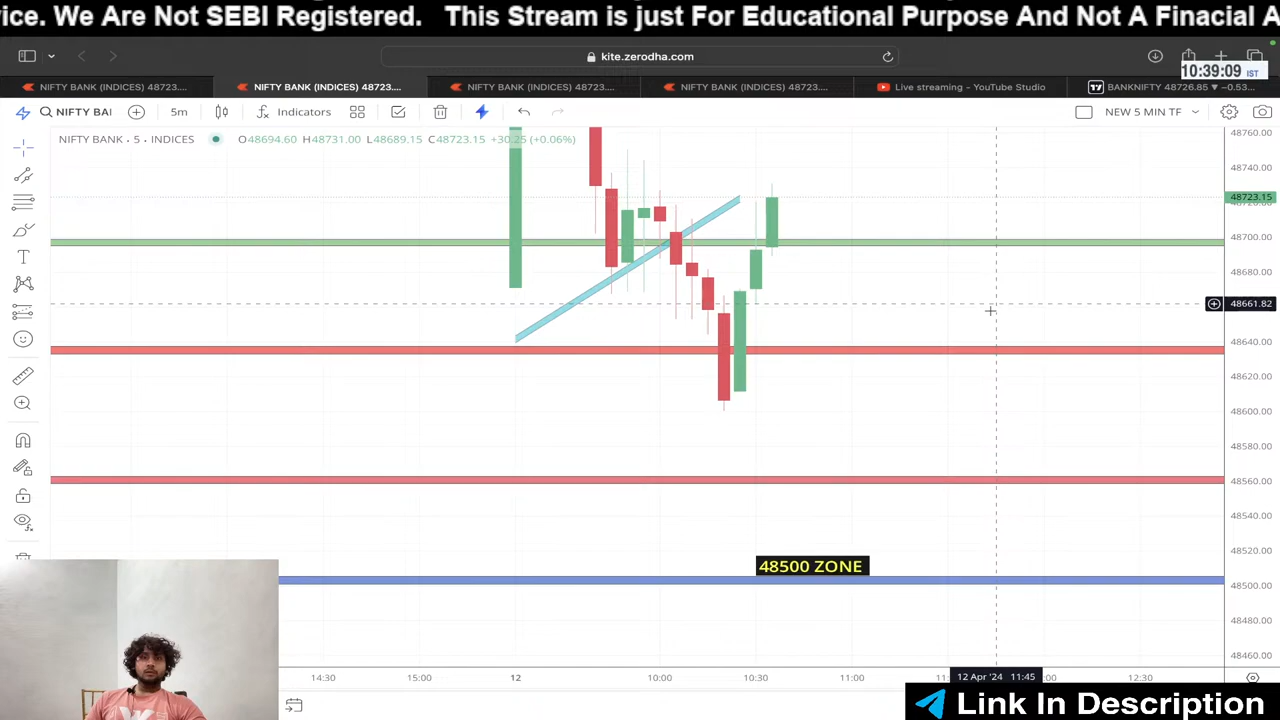 vice. We Are Not SEBI Registered. This Stream is just For Educational Purpose And Not A Finacial A
kite.zerodha.com
10:39:09 IST
NIFTY BANK (INDICES) 48723....
NIFTY BANK (INDICES) 48723....
NIFTY BANK (INDICES) 48723....
NIFTY BANK (INDICES) 48723....
Live streaming - YouTube Studio
BANKNIFTY 48726.85 ▼ −0.53...
NIFTY BAI
5m
Indicators
NEW 5 MIN TF
NIFTY BANK · 5 · INDICES
O48694.60 H48731.00 L48689.15 C48723.15 +30.25 (+0.06%)
48760.00
48740.00
48723.15
48700.00
48680.00
48661.82
48640.00
48620.00
48600.00
48580.00
48560.00
48540.00
48520.00
48500 ZONE
48500.00
48480.00
48460.00
14:30
15:00
12
10:00
10:30
11:00
12 Apr '24 11:45
12:30
Link In Description